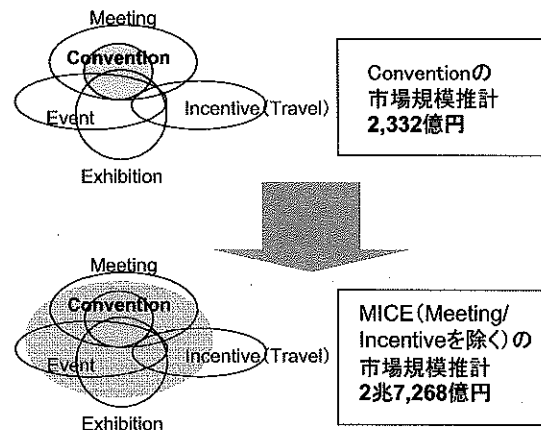 Meeting
Convention
Event
Incentive(Travel)
Exhibition
Conventionの
市場規模推計
2,332億円
Meeting
Convention
Event
Incentive(Travel)
Exhibition
MICE(Meeting/
Incentiveを除く)の
市場規模推計
2兆7,268億円